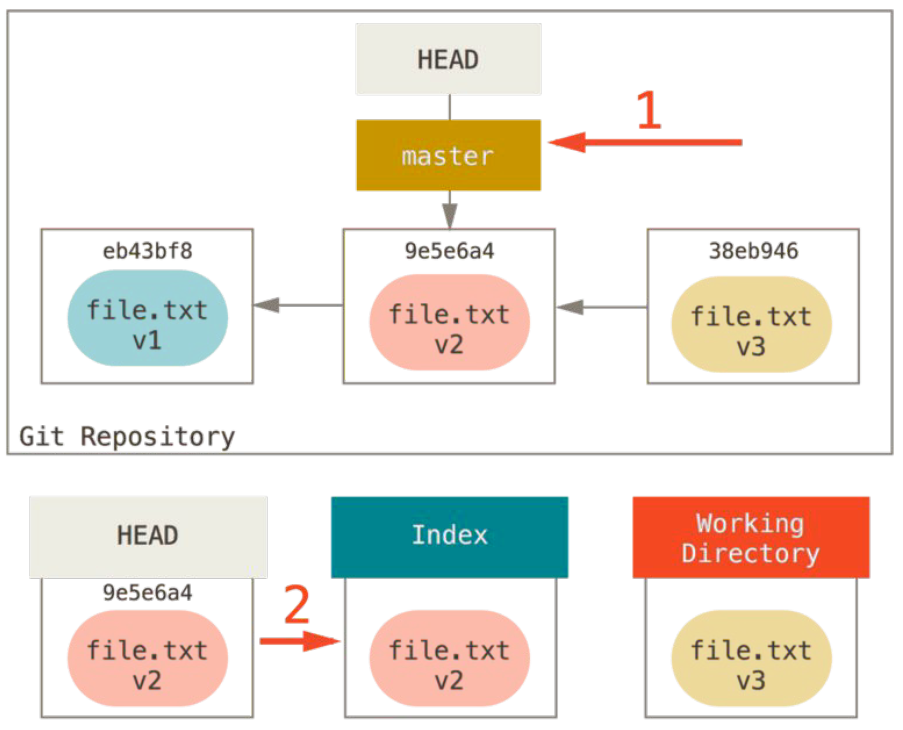 HEAD
1
master
eb43bf8
9e5e6a4
38eb946
file.txt
v1
file.txt
v2
file.txt
v3
Git Repository
HEAD
Index
Working
Directory
9e5e6a4
2
file.txt
v2
file.txt
v2
file.txt
v3